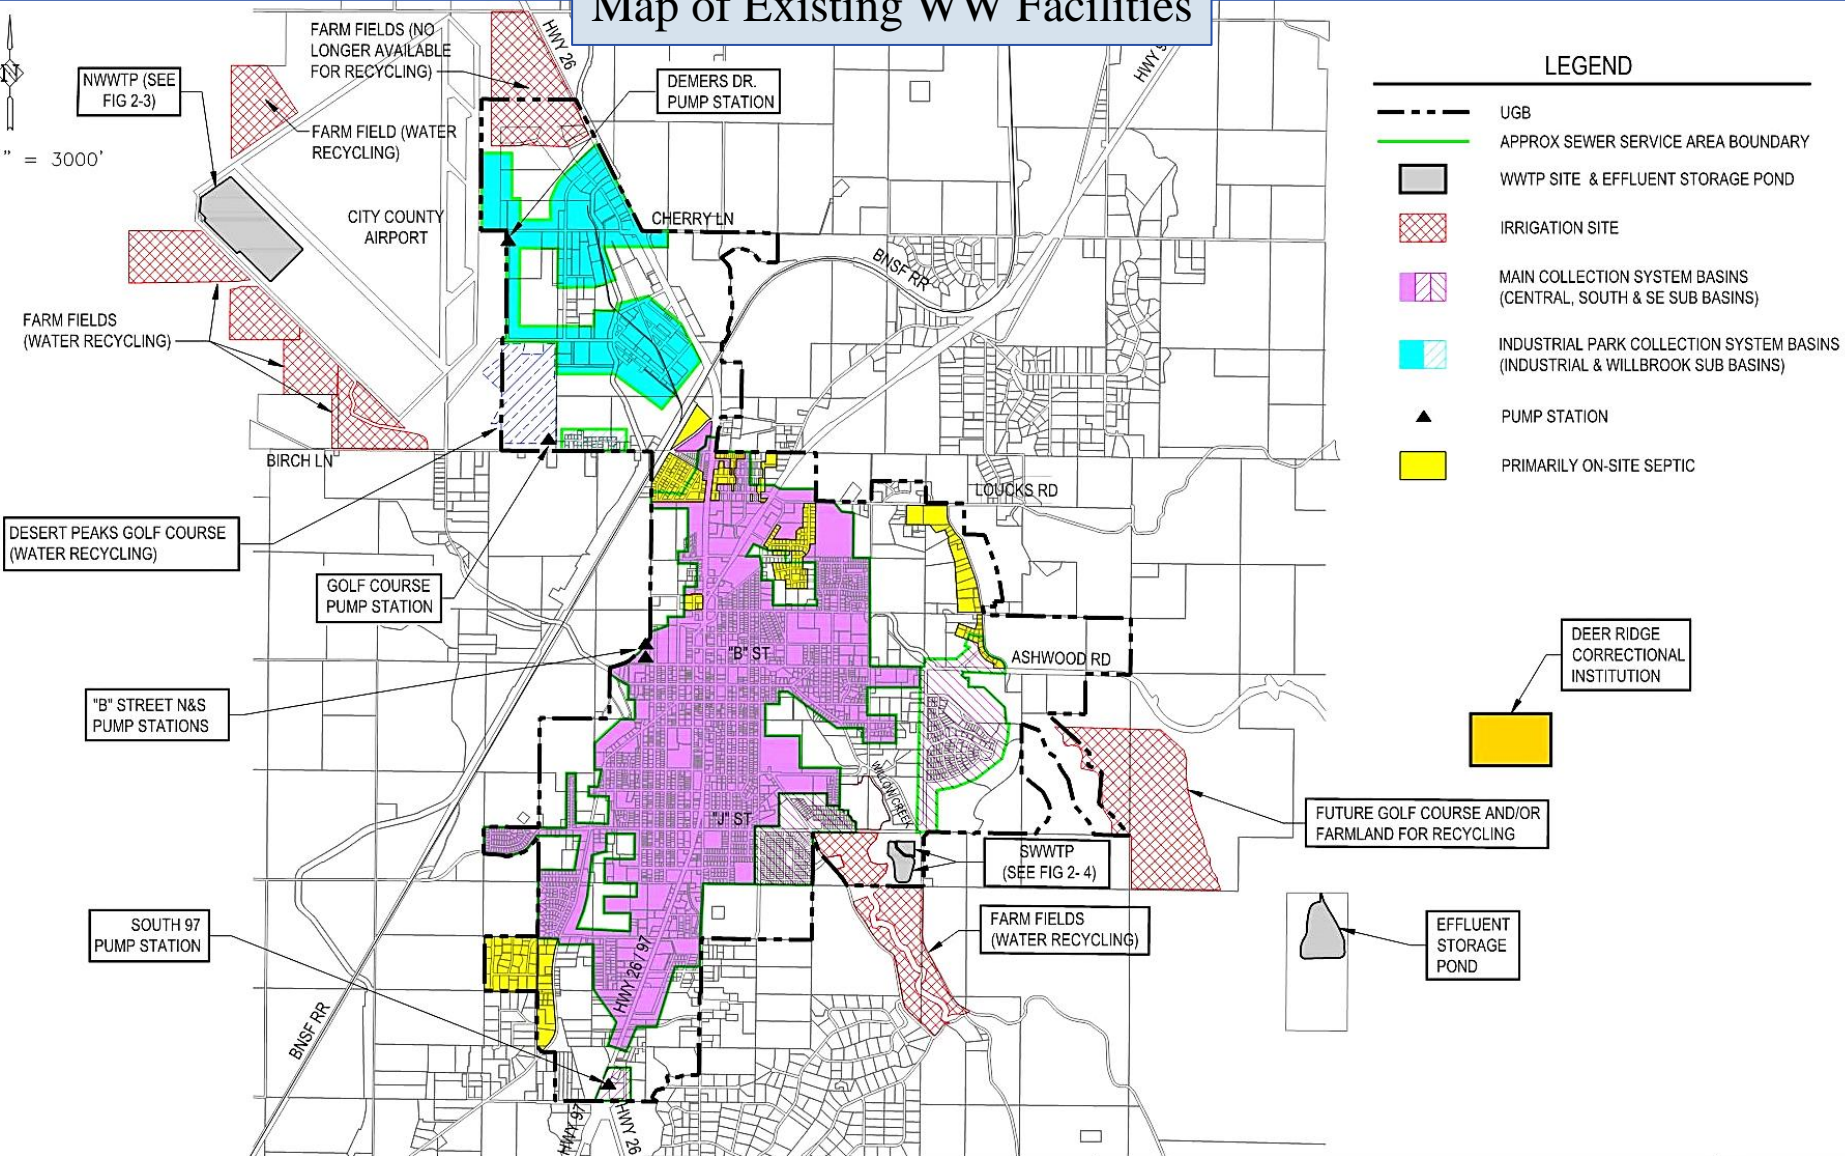 Map of Existing WW Facilities
N
" = 3000'
NWWTP (SEE
FIG 2-3)
FARM FIELDS (NO
LONGER AVAILABLE
FOR RECYCLING)
HWY 26
DEMERS DR.
PUMP STATION
HWY 9
FARM FIELD (WATER
RECYCLING)
CITY COUNTY
AIRPORT
CHERRY LN
BNSF RR
FARM FIELDS
(WATER RECYCLING)
BIRCH LN
LOUCKS RD
DESERT PEAKS GOLF COURSE
(WATER RECYCLING)
GOLF COURSE
PUMP STATION
"B" ST
ASHWOOD RD
"B" STREET N&S
PUMP STATIONS
WILLOW CREEK
"J" ST
SWWTP
(SEE FIG 2- 4)
FARM FIELDS
(WATER RECYCLING)
SOUTH 97
PUMP STATION
HWY 26 / 97
BNSF RR
HWY 97
HWY 26
LEGEND
UGB
APPROX SEWER SERVICE AREA BOUNDARY
WWTP SITE & EFFLUENT STORAGE POND
IRRIGATION SITE
MAIN COLLECTION SYSTEM BASINS
(CENTRAL, SOUTH & SE SUB BASINS)
INDUSTRIAL PARK COLLECTION SYSTEM BASINS
(INDUSTRIAL & WILLBROOK SUB BASINS)
PUMP STATION
PRIMARILY ON-SITE SEPTIC
DEER RIDGE
CORRECTIONAL
INSTITUTION
FUTURE GOLF COURSE AND/OR
FARMLAND FOR RECYCLING
EFFLUENT
STORAGE
POND